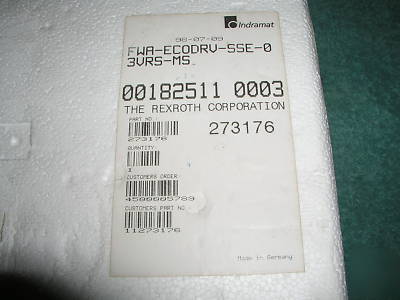 Indramat
98-07-09
FWA-ECODRV-SSE-0
3VRS-MS
00182511 0003
THE REXROTH CORPORATION
PART NO
273176
273176
QUANTITY
1
CUSTOMERS ORDER
4500005789
CUSTOMERS PART NO
11273176
Made in Germany